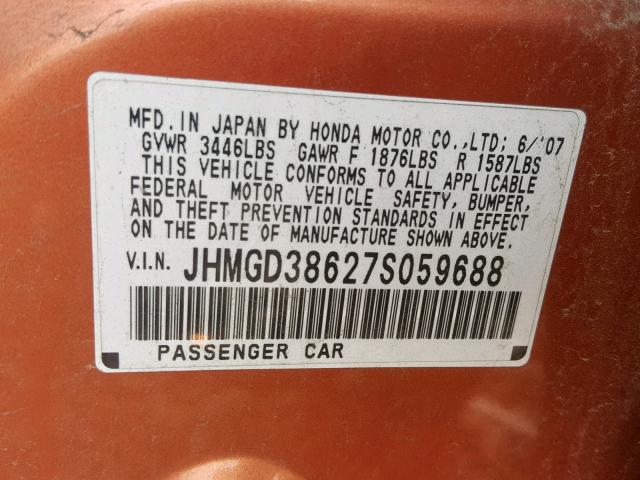 MFD. IN JAPAN BY HONDA MOTOR CO.,LTD; 6/'07
GVWR 3446LBS GAWR F 1876LBS R 1587LBS
THIS VEHICLE CONFORMS TO ALL APPLICABLE
FEDERAL MOTOR VEHICLE SAFETY, BUMPER,
AND THEFT PREVENTION STANDARDS IN EFFECT
ON THE DATE OF MANUFACTURE SHOWN ABOVE.
V.I.N. JHMGD38627S059688
PASSENGER CAR